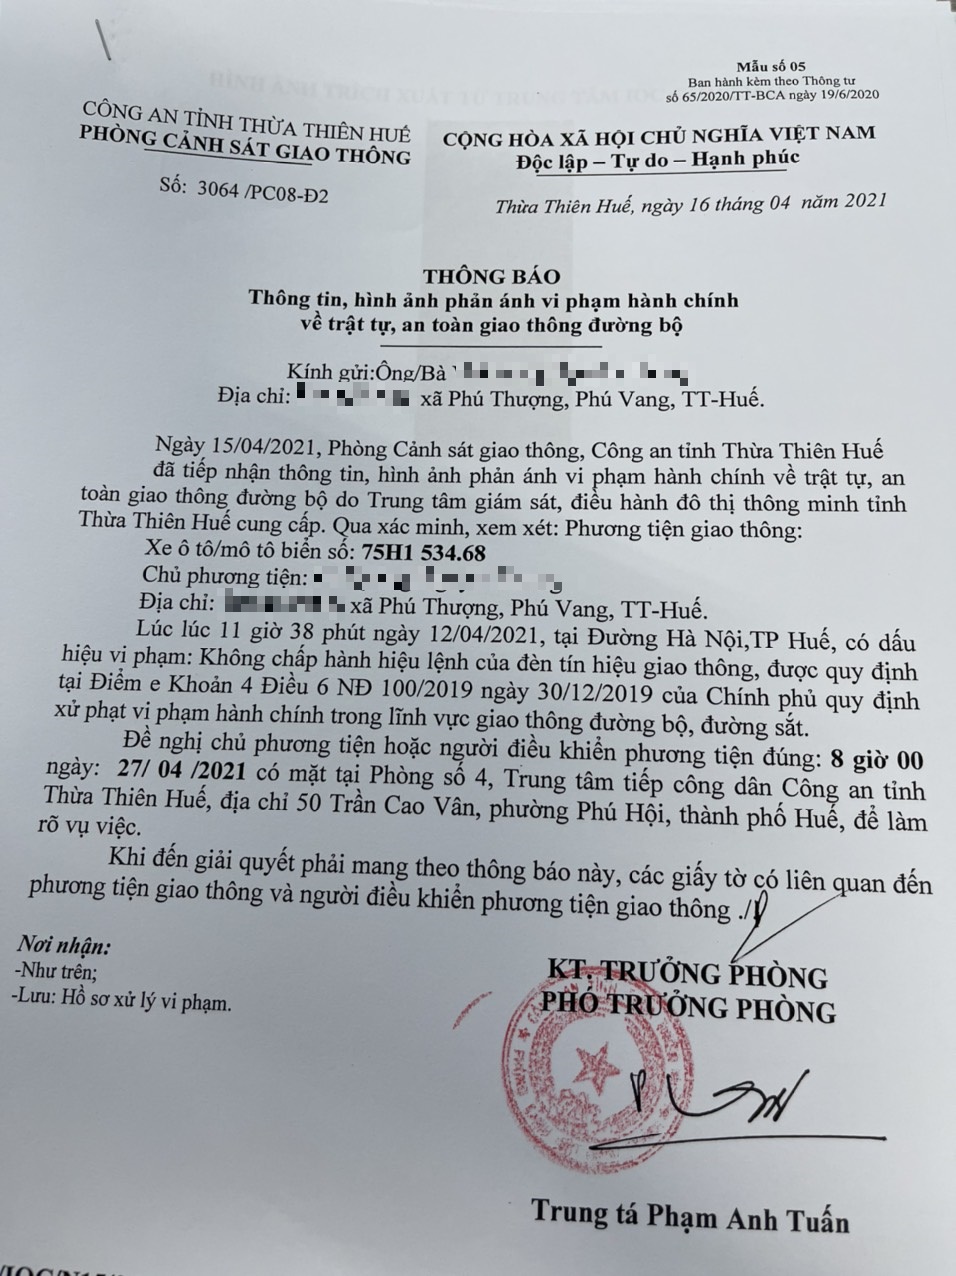 Mẫu số 05
Ban hành kèm theo Thông tư
số 65/2020/TT-BCA ngày 19/6/2020
CÔNG AN TỈNH THỪA THIÊN HUẾ
PHÒNG CẢNH SÁT GIAO THÔNG
Số: 3064 /PC08-Đ2
CỘNG HÒA XÃ HỘI CHỦ NGHĨA VIỆT NAM
Độc lập – Tự do – Hạnh phúc
Thừa Thiên Huế, ngày 16 tháng 04 năm 2021
THÔNG BÁO
Thông tin, hình ảnh phản ánh vi phạm hành chính
về trật tự, an toàn giao thông đường bộ
Kính gửi:Ông/Bà
Địa chỉ: xã Phú Thượng, Phú Vang, TT-Huế.
Ngày 15/04/2021, Phòng Cảnh sát giao thông, Công an tỉnh Thừa Thiên Huế
đã tiếp nhận thông tin, hình ảnh phản ánh vi phạm hành chính về trật tự, an
toàn giao thông đường bộ do Trung tâm giám sát, điều hành đô thị thông minh tỉnh
Thừa Thiên Huế cung cấp. Qua xác minh, xem xét: Phương tiện giao thông:
Xe ô tô/mô tô biển số: 75H1 534.68
Chủ phương tiện:
Địa chỉ: xã Phú Thượng, Phú Vang, TT-Huế.
Lúc lúc 11 giờ 38 phút ngày 12/04/2021, tại Đường Hà Nội,TP Huế, có dấu
hiệu vi phạm: Không chấp hành hiệu lệnh của đèn tín hiệu giao thông, được quy định
tại Điểm e Khoản 4 Điều 6 NĐ 100/2019 ngày 30/12/2019 của Chính phủ quy định
xử phạt vi phạm hành chính trong lĩnh vực giao thông đường bộ, đường sắt.
Đề nghị chủ phương tiện hoặc người điều khiển phương tiện đúng: 8 giờ 00
ngày: 27/ 04 /2021 có mặt tại Phòng số 4, Trung tâm tiếp công dân Công an tỉnh
Thừa Thiên Huế, địa chỉ 50 Trần Cao Vân, phường Phú Hội, thành phố Huế, để làm
rõ vụ việc.
Khi đến giải quyết phải mang theo thông báo này, các giấy tờ có liên quan đến
phương tiện giao thông và người điều khiển phương tiện giao thông ./.
Nơi nhận:
-Như trên;
-Lưu: Hồ sơ xử lý vi phạm.
KT. TRƯỞNG PHÒNG
PHÓ TRƯỞNG PHÒNG
Trung tá Phạm Anh Tuấn